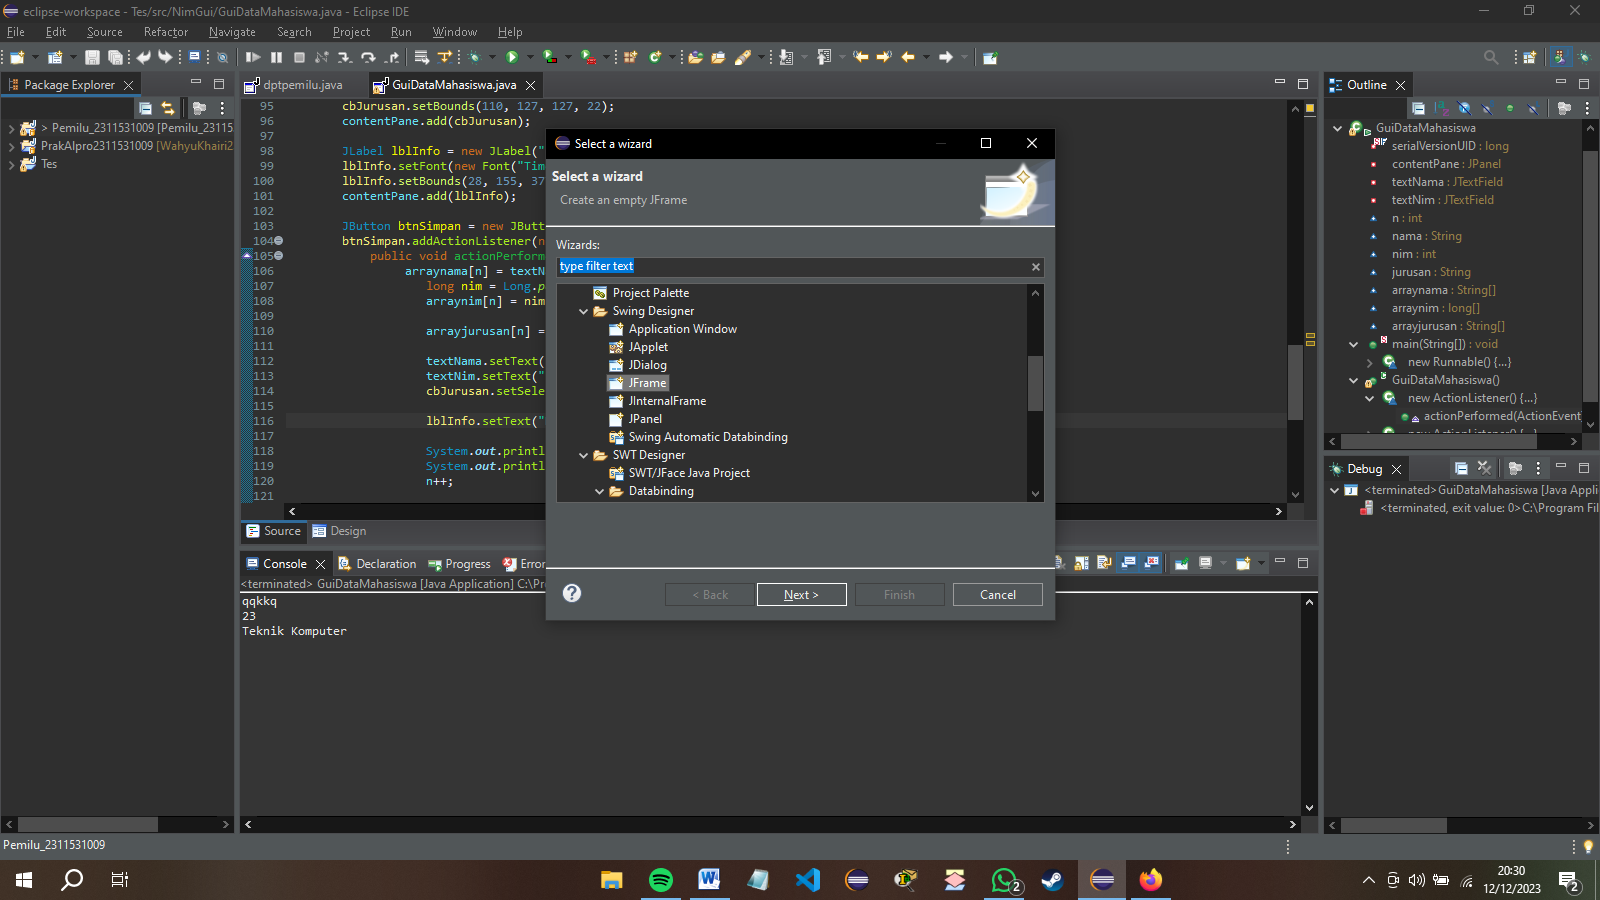 eclipse-workspace - Tes/src/NimGui/GuiDataMahasiswa.java - Eclipse IDE
File Edit Source Refactor Navigate Search Project Run Window Help
Package Explorer
> Pemilu_2311531009 [Pemilu_23115
PrakAlpro2311531009 [WahyuKhairi2
Tes
dptpemilu.java
GuiDataMahasiswa.java
95 cbJurusan.setBounds(110, 127, 127, 22);
96 contentPane.add(cbJurusan);
97
98 JLabel lblInfo = new JLabel("
99 lblInfo.setFont(new Font("Tim
100 lblInfo.setBounds(28, 155, 37
101 contentPane.add(lblInfo);
102
103 JButton btnSimpan = new JButt
104 btnSimpan.addActionListener(n
105 public void actionPerform
106 arraynama[n] = textN
107 long nim = Long.p
108 arraynim[n] = nim
109
110 arrayjurusan[n] =
111
112 textNama.setText(
113 textNim.setText("
114 cbJurusan.setSele
115
116 lblInfo.setText("
117
118 System.out.printl
119 System.out.printl
120 n++;
121
Source Design
Select a wizard
Select a wizard
Create an empty JFrame
Wizards:
type filter text
Project Palette
Swing Designer
Application Window
JApplet
JDialog
JFrame
JInternalFrame
JPanel
Swing Automatic Databinding
SWT Designer
SWT/JFace Java Project
Databinding
< Back
Next >
Finish
Cancel
Console
Declaration
Progress
Error
<terminated> GuiDataMahasiswa [Java Application] C:\Pr
qqkkq
23
Teknik Komputer
Outline
GuiDataMahasiswa
serialVersionUID : long
contentPane : JPanel
textNama : JTextField
textNim : JTextField
n : int
nama : String
nim : int
jurusan : String
arraynama : String[]
arraynim : long[]
arrayjurusan : String[]
main(String[]) : void
new Runnable() {...}
GuiDataMahasiswa()
new ActionListener() {...}
actionPerformed(ActionEvent
Debug
<terminated>GuiDataMahasiswa [Java Appli
<terminated, exit value: 0>C:\Program Fil
Pemilu_2311531009
2
20:30
12/12/2023
2